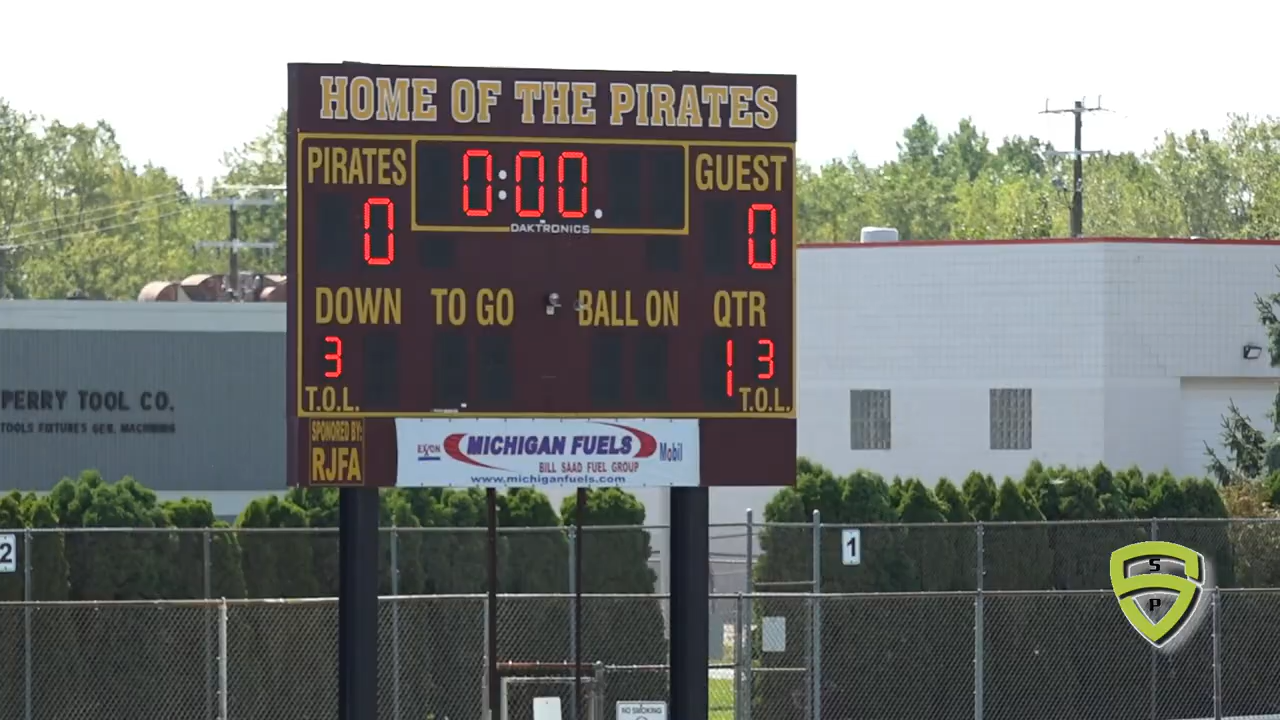 HOME OF THE PIRATES
PIRATES 0:00. GUEST
DAKTRONICS
0 0
DOWN TO GO BALL ON QTR
3 1 3
T.O.L. T.O.L.
SPONORED BY:
RJFA
EXXON MICHIGAN FUELS Mobil
BILL SAAD FUEL GROUP
www.michiganfuels.com
PERRY TOOL CO.
TOOLS FIXTURES GEN. MACHINING
2
1
NO SMOKING
S
P